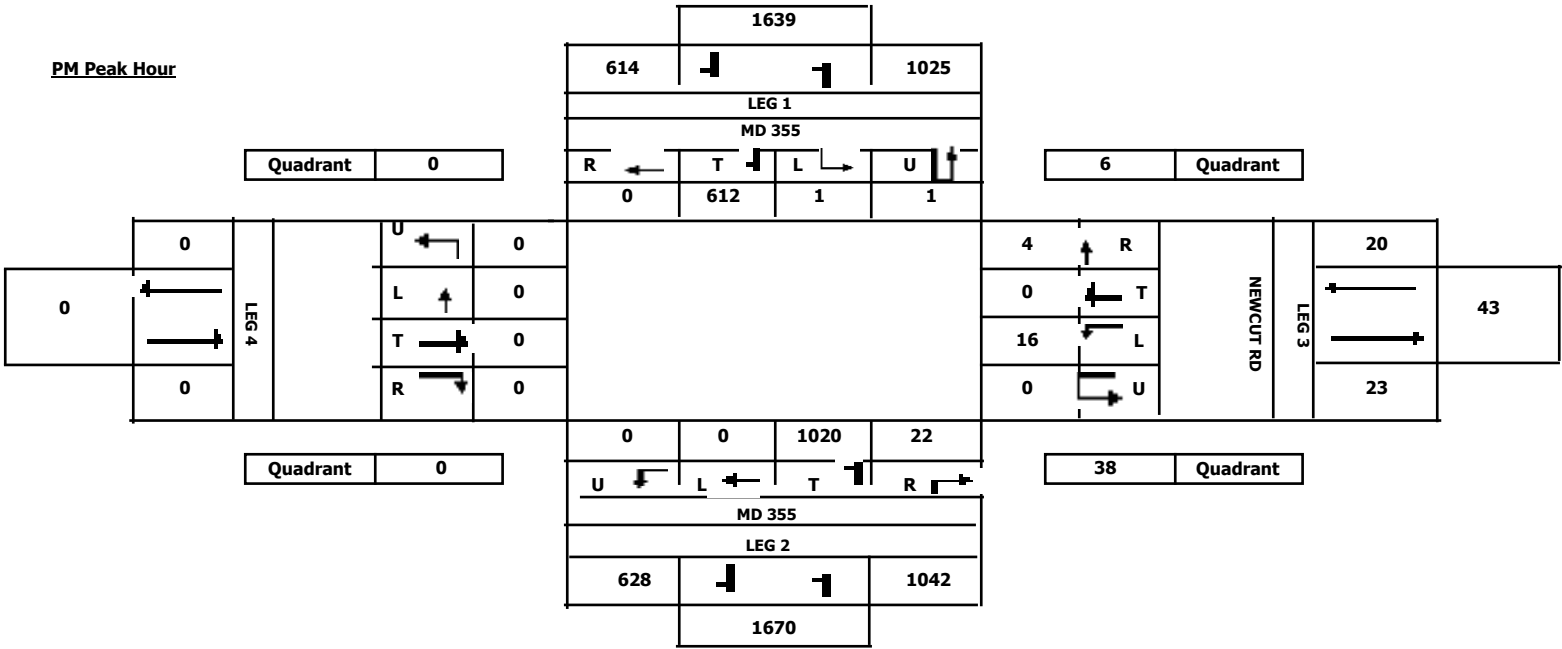 1639
PM Peak Hour
614 1025
LEG 1
MD 355
Quadrant 0
R T L U
6 Quadrant
0 612 1 1
0 U 0 4 R 20
0 L 0 0 T 43
LEG 4
NEWCUT RD
LEG 3
T 0 16 L
0 R 0 0 U 23
0 0 1020 22
Quadrant 0
U L T R
38 Quadrant
MD 355
LEG 2
628 1042
1670